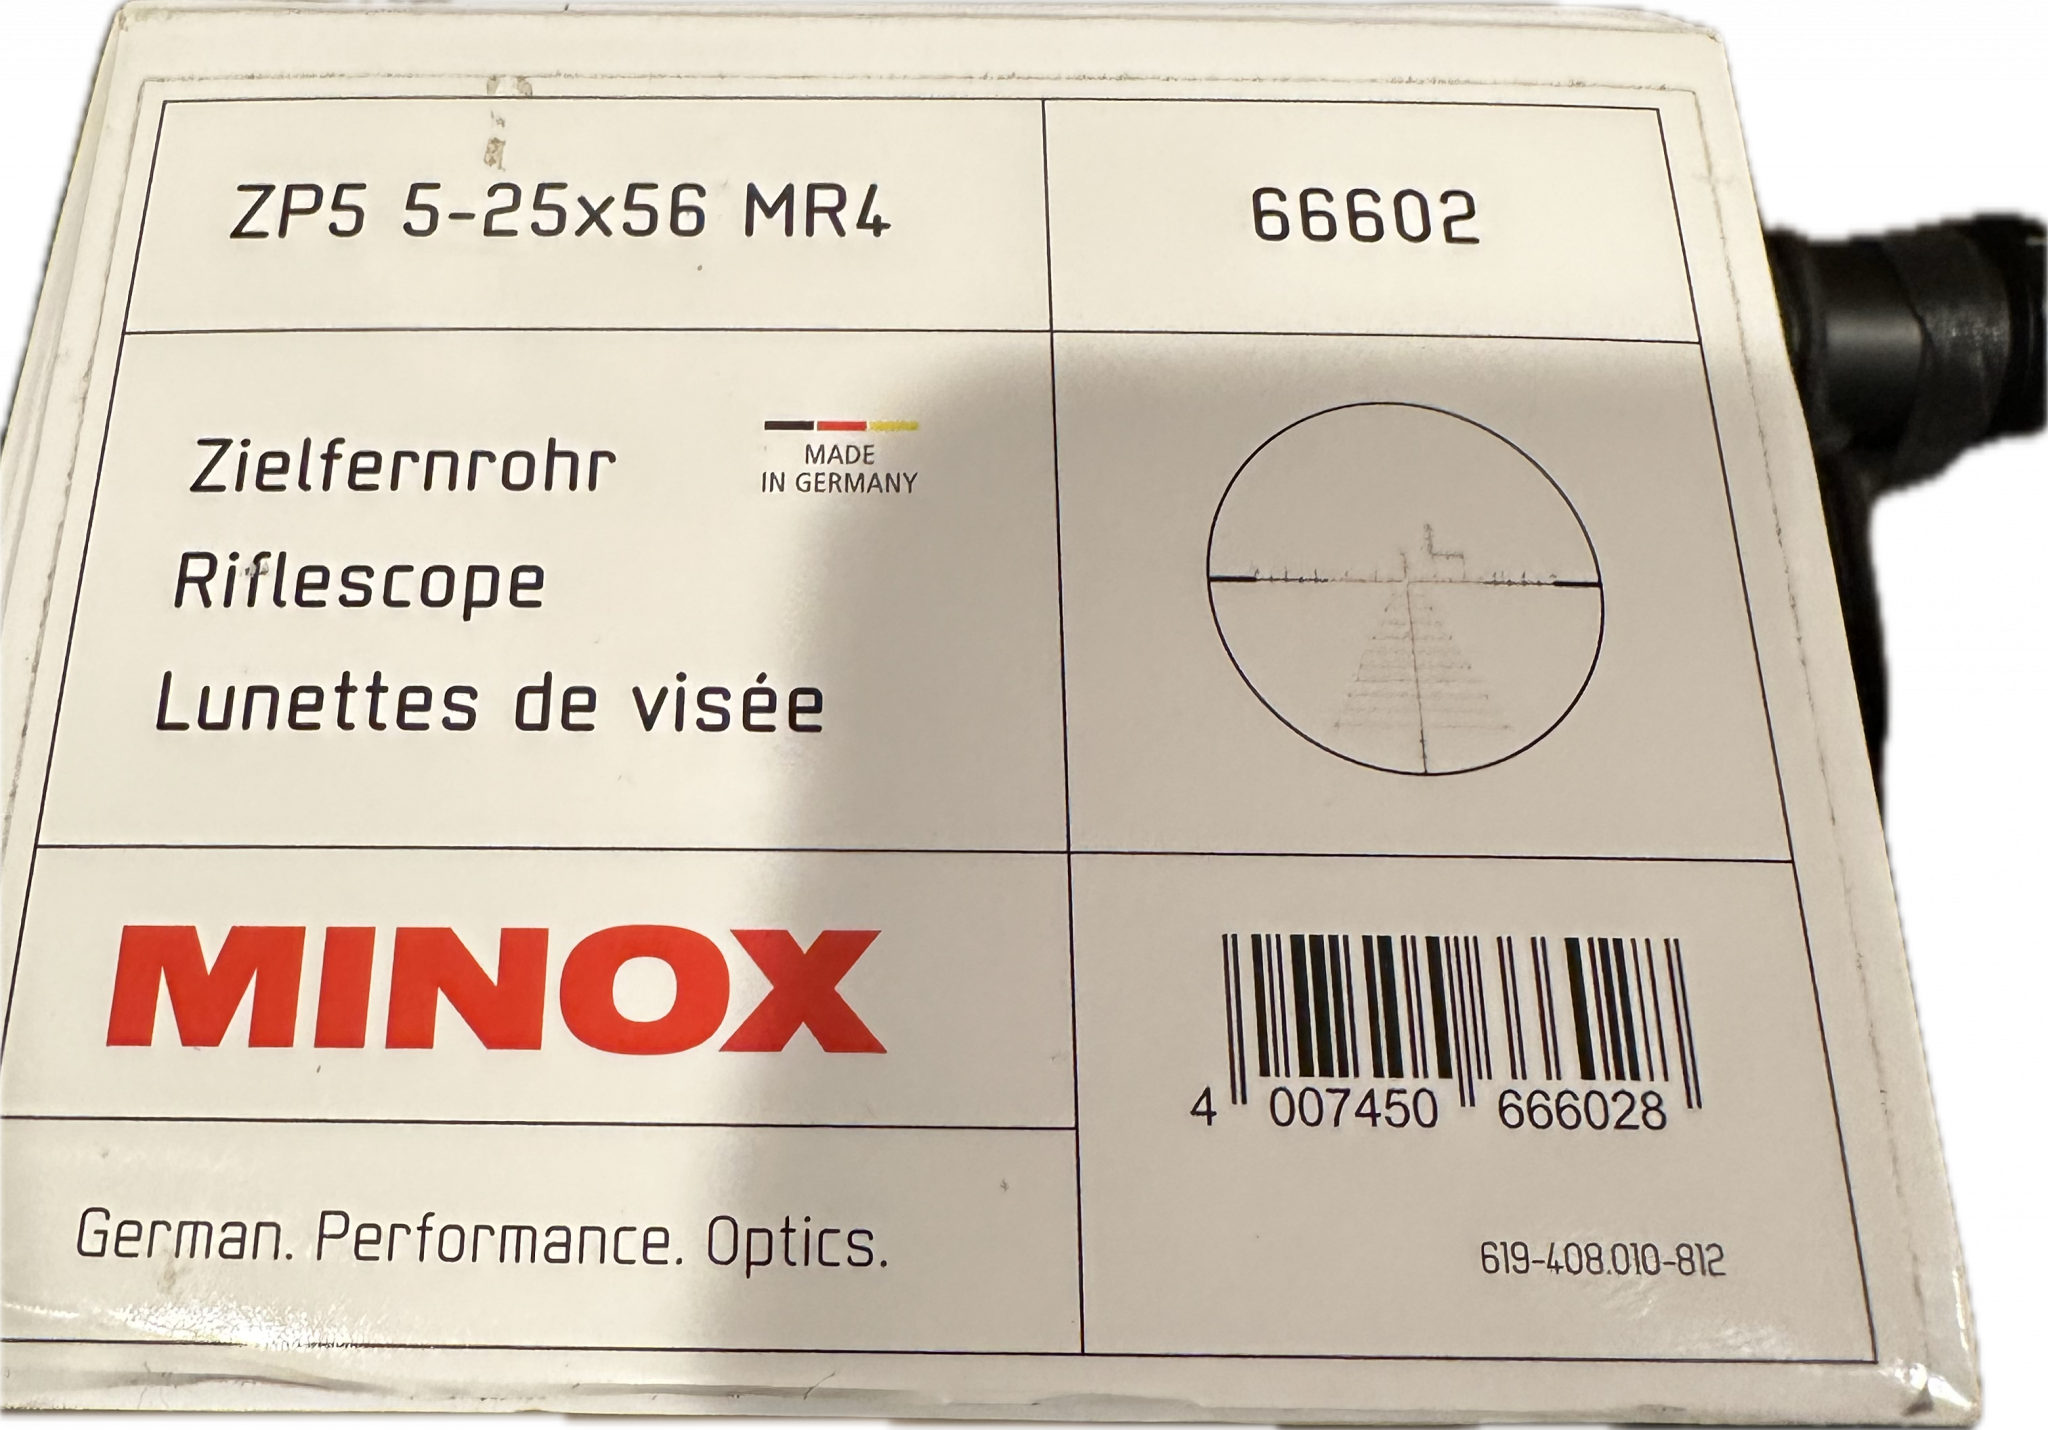 ZP5 5-25x56 MR4
66602
Zielfernrohr
MADE
IN GERMANY
Riflescope
Lunettes de visée
MINOX
4 007450 666028
German. Performance. Optics.
619-408.010-812